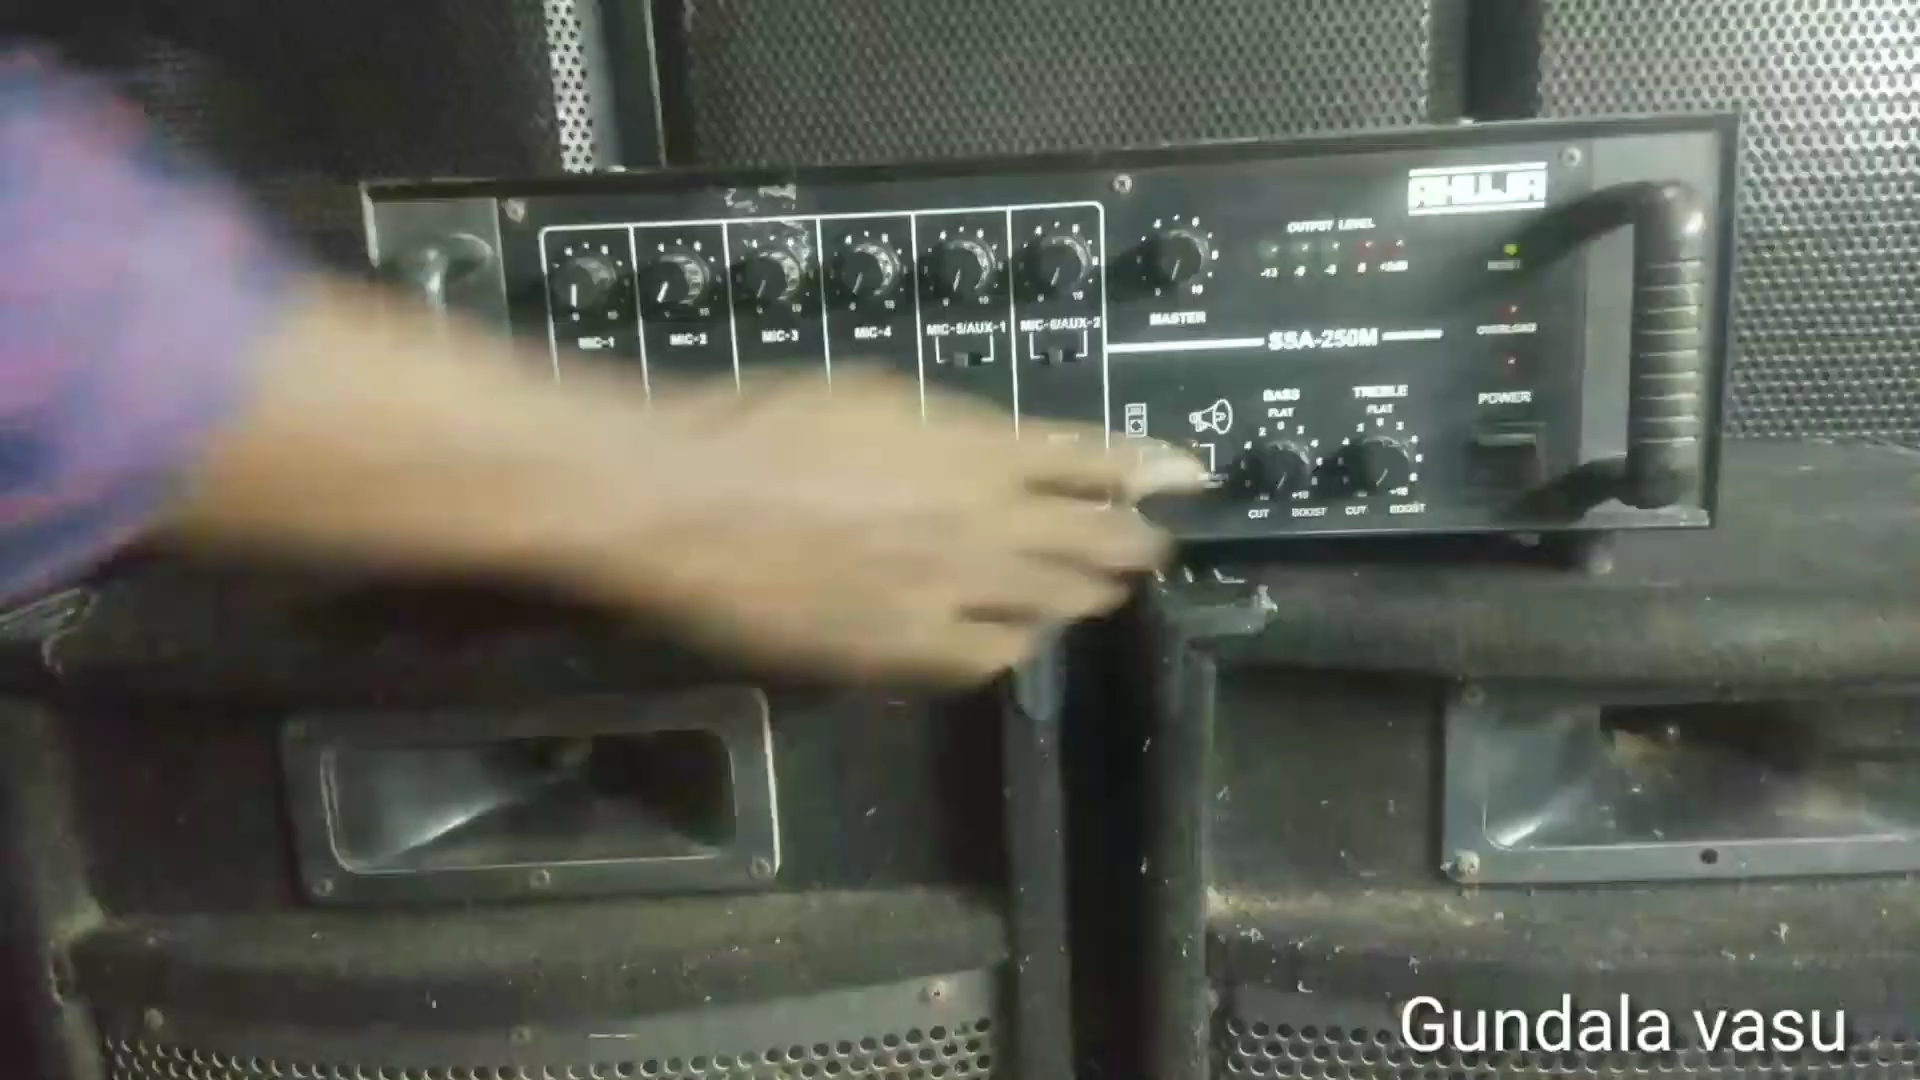 AHUJA
OUTPUT LEVEL
MIC-1
MIC-2
MIC-3
MIC-4
MIC-5/AUX-1
MIC-6/AUX-2
MASTER
SSA-250M
OVERLOAD
POWER
BASS
FLAT
CUT
BOOST
TREBLE
FLAT
CUT
BOOST
Gundala vasu